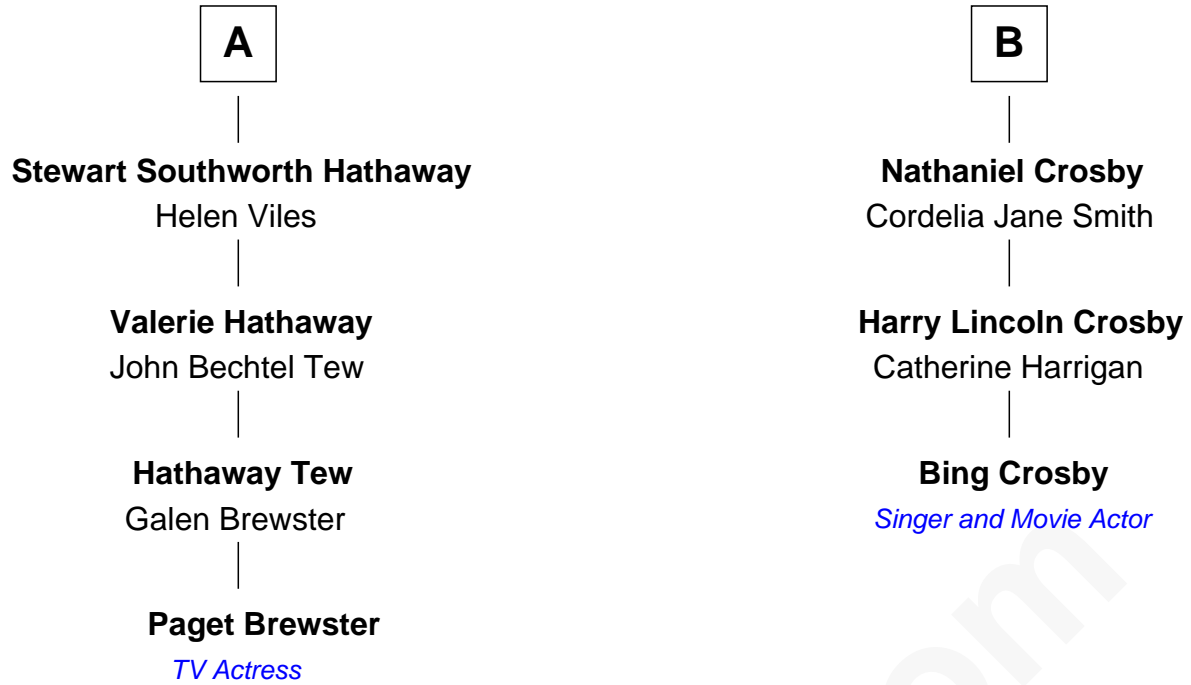 A
Stewart Southworth Hathaway
Helen Viles
Valerie Hathaway
John Bechtel Tew
Hathaway Tew
Galen Brewster
Paget Brewster
TV Actress
B
Nathaniel Crosby
Cordelia Jane Smith
Harry Lincoln Crosby
Catherine Harrigan
Bing Crosby
Singer and Movie Actor
om